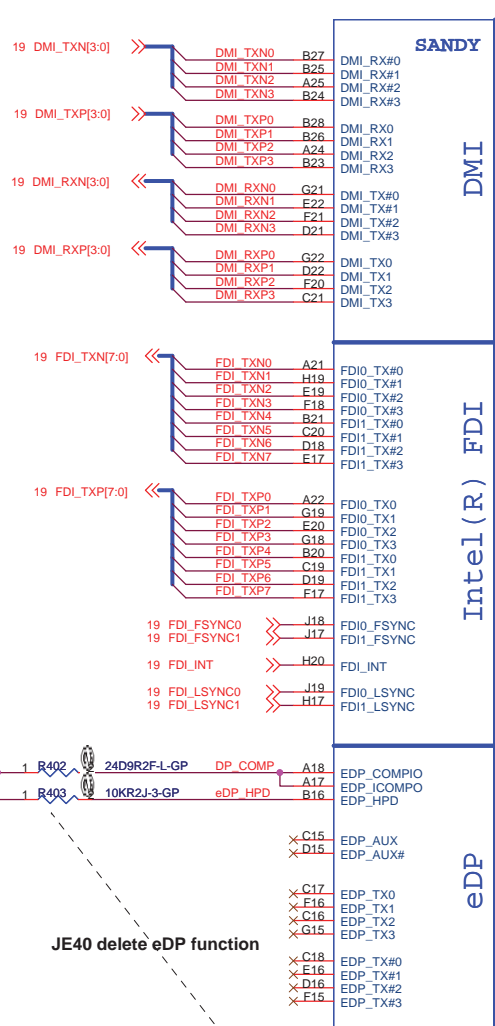 SANDY
19 DMI_TXN[3:0]
DMI_TXN0 B27 DMI_RX#0
DMI_TXN1 B25 DMI_RX#1
DMI_TXN2 A25 DMI_RX#2
DMI_TXN3 B24 DMI_RX#3
19 DMI_TXP[3:0]
DMI_TXP0 B28 DMI_RX0
DMI_TXP1 B26 DMI_RX1
DMI_TXP2 A24 DMI_RX2
DMI_TXP3 B23 DMI_RX3
DMI
19 DMI_RXN[3:0]
DMI_RXN0 G21 DMI_TX#0
DMI_RXN1 E22 DMI_TX#1
DMI_RXN2 F21 DMI_TX#2
DMI_RXN3 D21 DMI_TX#3
19 DMI_RXP[3:0]
DMI_RXP0 G22 DMI_TX0
DMI_RXP1 D22 DMI_TX1
DMI_RXP2 F20 DMI_TX2
DMI_RXP3 C21 DMI_TX3
19 FDI_TXN[7:0]
FDI_TXN0 A21 FDI0_TX#0
FDI_TXN1 H19 FDI0_TX#1
FDI_TXN2 E19 FDI0_TX#2
FDI_TXN3 F18 FDI0_TX#3
FDI_TXN4 B21 FDI1_TX#0
FDI_TXN5 C20 FDI1_TX#1
FDI_TXN6 D18 FDI1_TX#2
FDI_TXN7 E17 FDI1_TX#3
Intel(R) FDI
19 FDI_TXP[7:0]
FDI_TXP0 A22 FDI0_TX0
FDI_TXP1 G19 FDI0_TX1
FDI_TXP2 E20 FDI0_TX2
FDI_TXP3 G18 FDI0_TX3
FDI_TXP4 B20 FDI1_TX0
FDI_TXP5 C19 FDI1_TX1
FDI_TXP6 D19 FDI1_TX2
FDI_TXP7 F17 FDI1_TX3
19 FDI_FSYNC0 J18 FDI0_FSYNC
19 FDI_FSYNC1 J17 FDI1_FSYNC
19 FDI_INT H20 FDI_INT
19 FDI_LSYNC0 J19 FDI0_LSYNC
19 FDI_LSYNC1 H17 FDI1_LSYNC
1 R402 2 24D9R2F-L-GP DP_COMP A18 EDP_COMPIO
A17 EDP_ICOMPO
1 R403 2 10KR2J-3-GP eDP_HPD B16 EDP_HPD
C15 EDP_AUX
D15 EDP_AUX#
eDP
C17 EDP_TX0
F16 EDP_TX1
C16 EDP_TX2
G15 EDP_TX3
JE40 delete eDP function
C18 EDP_TX#0
E16 EDP_TX#1
D16 EDP_TX#2
F15 EDP_TX#3